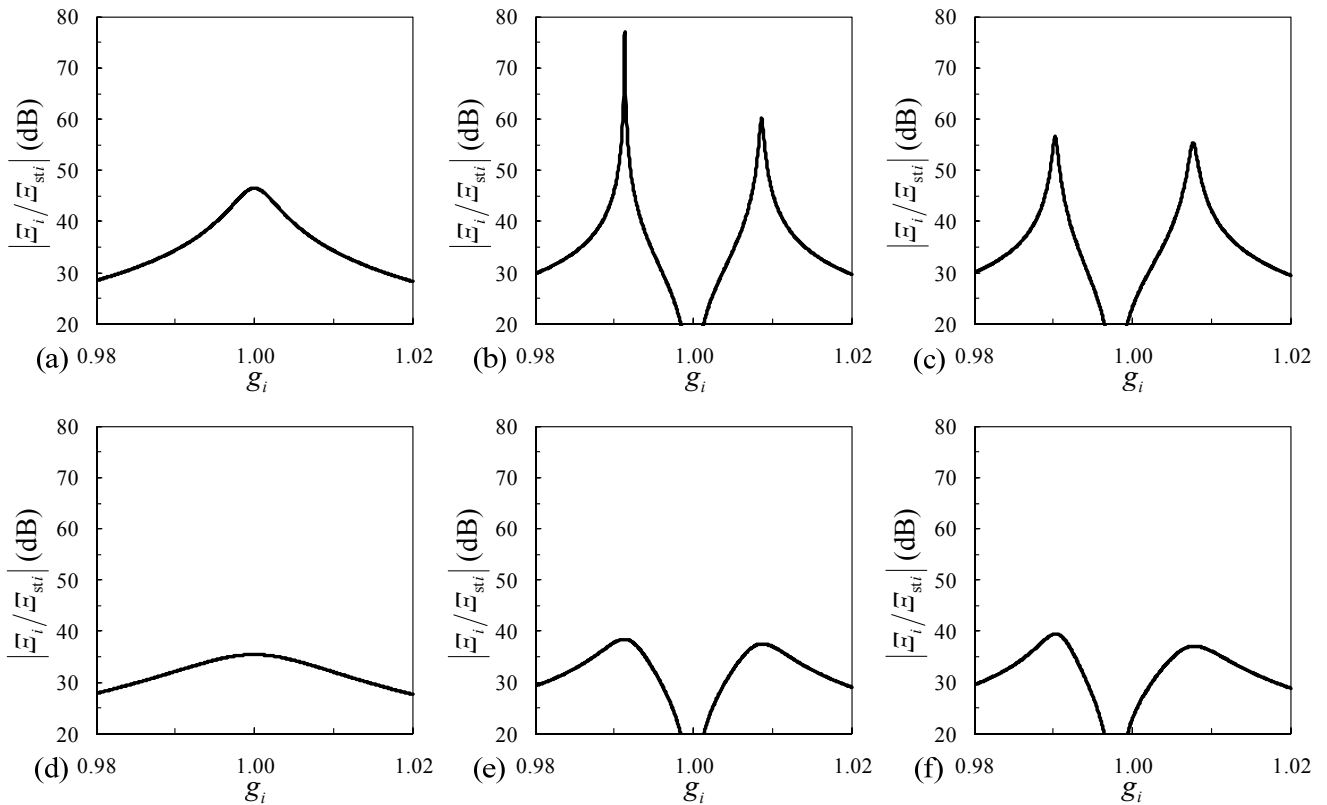 80
70
60
50
40
30
20
|Ξi/Ξsti| (dB)
(a) 0.98 1.00 1.02
gi
80
70
60
50
40
30
20
|Ξi/Ξsti| (dB)
(b) 0.98 1.00 1.02
gi
80
70
60
50
40
30
20
|Ξi/Ξsti| (dB)
(c) 0.98 1.00 1.02
gi
80
70
60
50
40
30
20
|Ξi/Ξsti| (dB)
(d) 0.98 1.00 1.02
gi
80
70
60
50
40
30
20
|Ξi/Ξsti| (dB)
(e) 0.98 1.00 1.02
gi
80
70
60
50
40
30
20
|Ξi/Ξsti| (dB)
(f) 0.98 1.00 1.02
gi